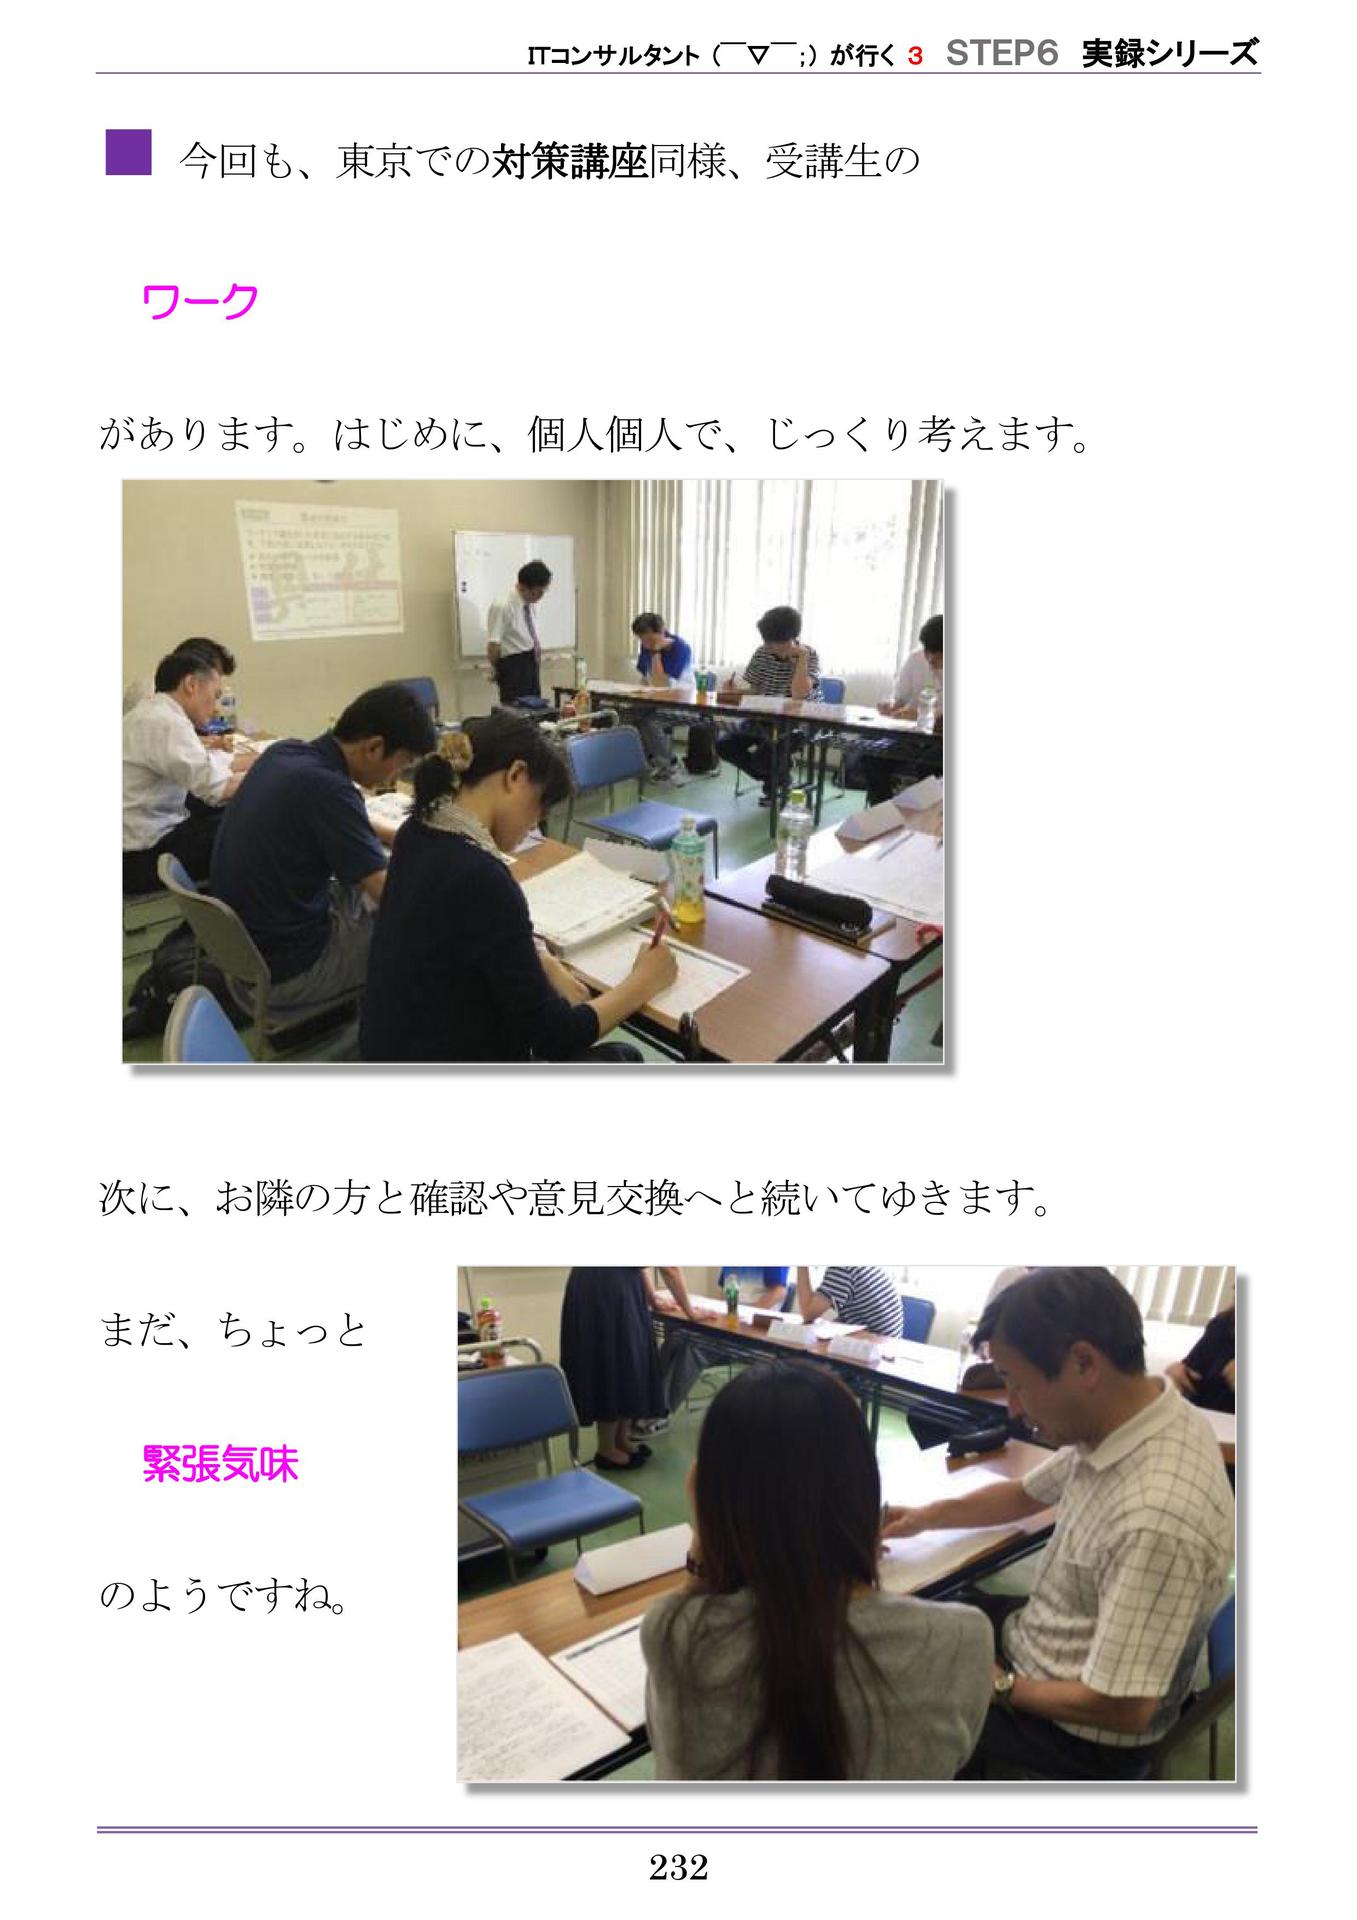 ITコンサルタント（￣▽￣;）が行く 3 STEP6 実録シリーズ
■ 今回も、東京での対策講座同様、受講生の
ワーク
があります。はじめに、個人個人で、じっくり考えます。
次に、お隣の方と確認や意見交換へと続いてゆきます。
まだ、ちょっと
緊張気味
のようですね。
232